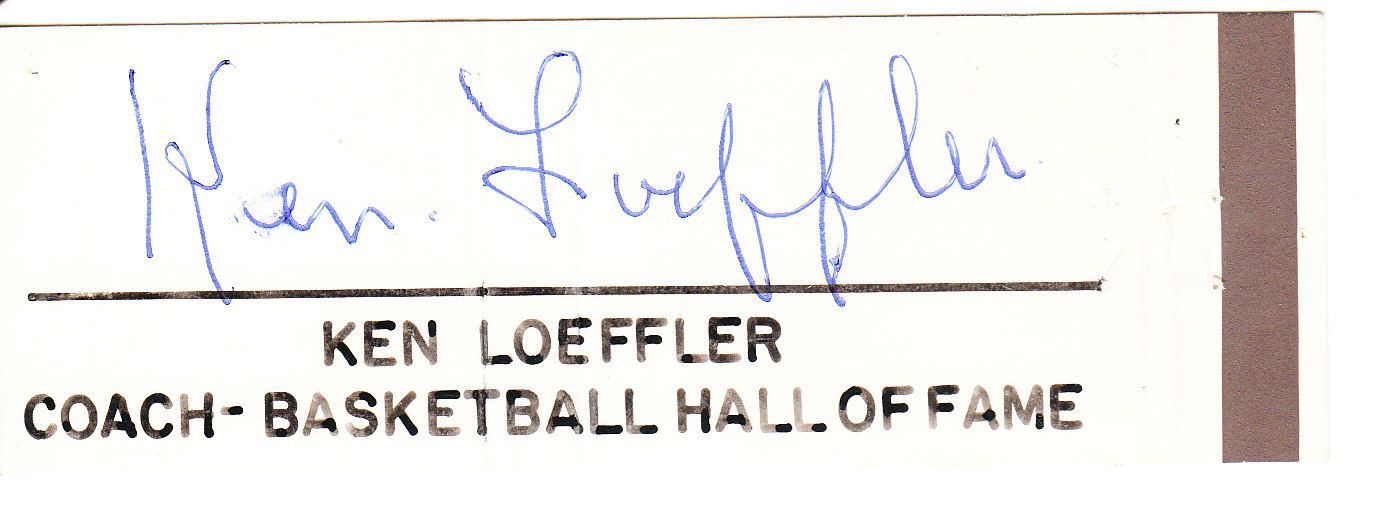 Ken. Loeffler
KEN LOEFFLER
COACH- BASKETBALL HALL OF FAME